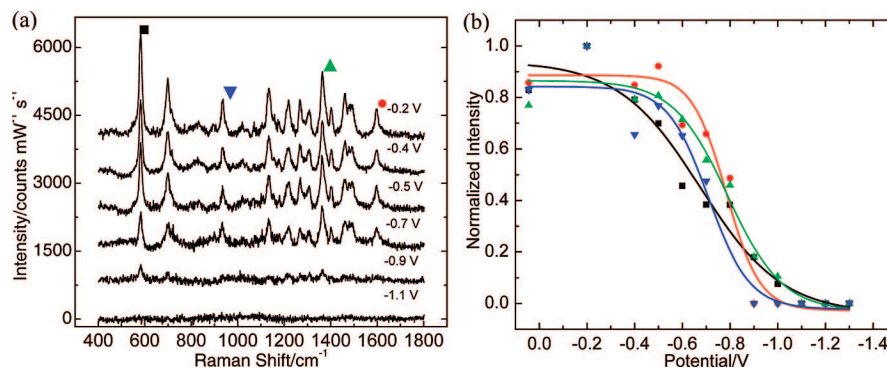 (a)
Intensity/counts mW⁻¹ s⁻¹
6000
4500
3000
1500
0
-0.2 V
-0.4 V
-0.5 V
-0.7 V
-0.9 V
-1.1 V
400 600 800 1000 1200 1400 1600 1800
Raman Shift/cm⁻¹
(b)
Normalized Intensity
1.0
0.8
0.6
0.4
0.2
0.0
0.0 -0.2 -0.4 -0.6 -0.8 -1.0 -1.2 -1.4
Potential/V